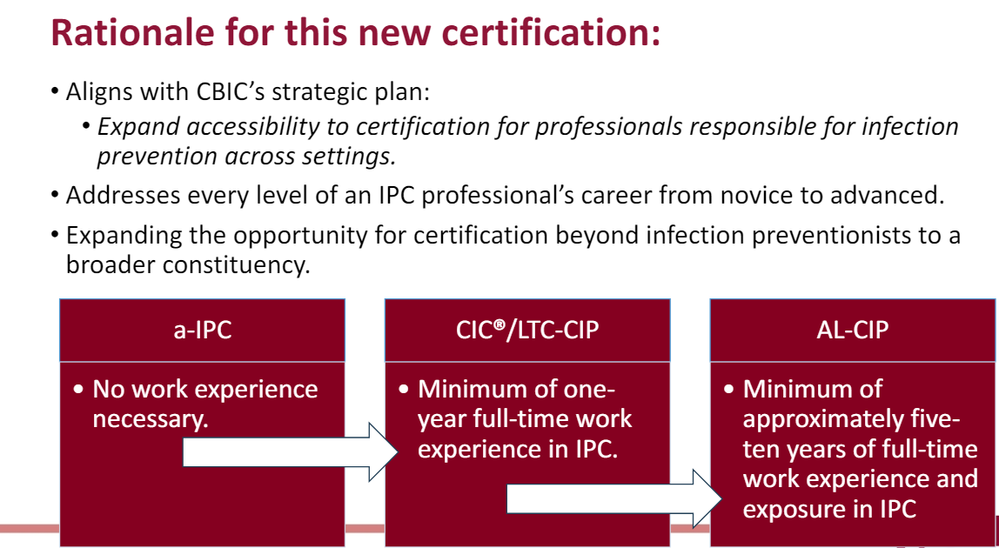 Rationale for this new certification:
• Aligns with CBIC's strategic plan:
• Expand accessibility to certification for professionals responsible for infection
prevention across settings.
• Addresses every level of an IPC professional's career from novice to advanced.
• Expanding the opportunity for certification beyond infection preventionists to a
broader constituency.
a-IPC
• No work experience
necessary.
CIC®/LTC-CIP
• Minimum of one-
year full-time work
experience in IPC.
AL-CIP
• Minimum of
approximately five-
ten years of full-time
work experience and
exposure in IPC